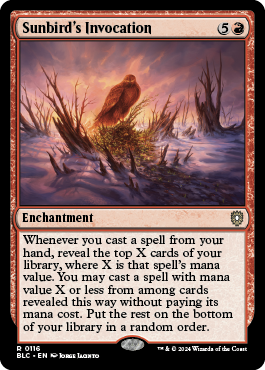 Sunbird's Invocation 5
Enchantment
Whenever you cast a spell from your
hand, reveal the top X cards of your
library, where X is that spell's mana
value. You may cast a spell with mana
value X or less from among cards
revealed this way without paying its
mana cost. Put the rest on the bottom
of your library in a random order.
R 0116
BLC • EN Jorge Jacinto
™ & © 2024 Wizards of the Coast